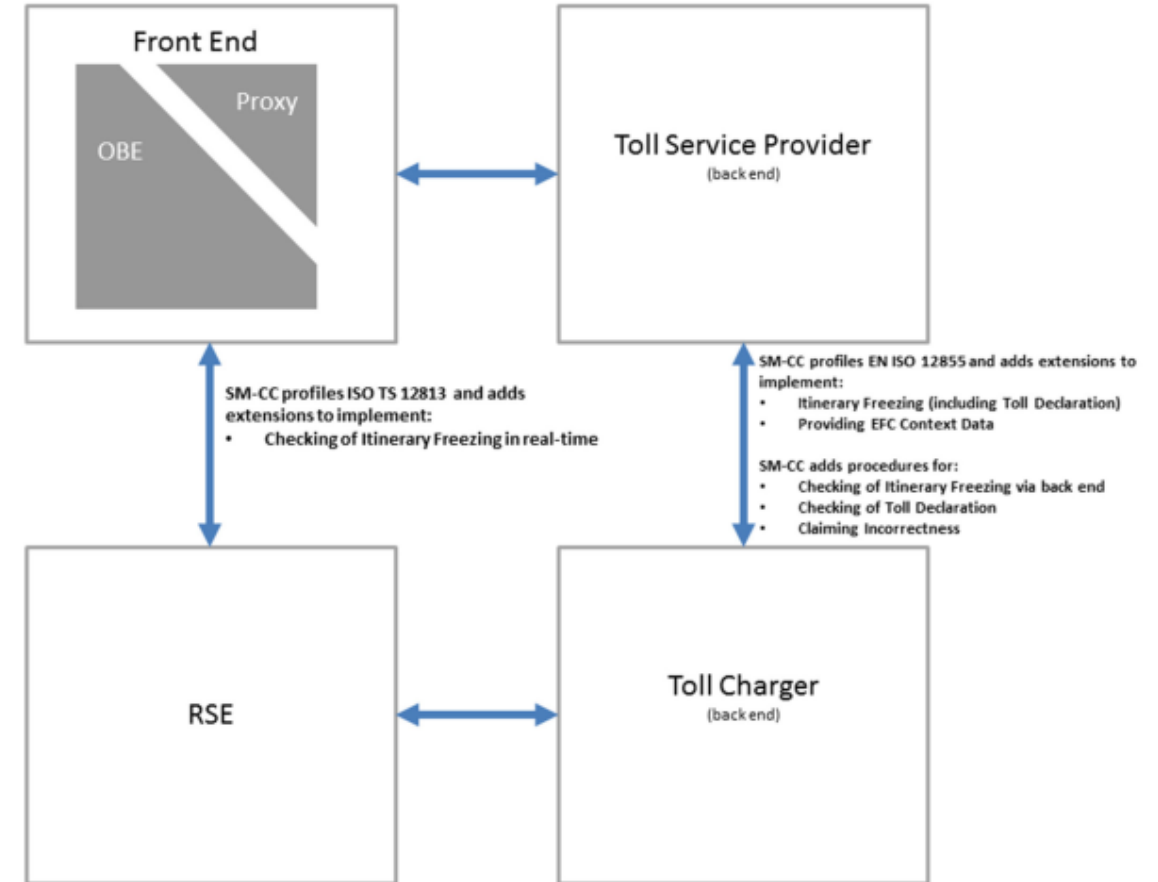 Front End
Proxy
OBE
Toll Service Provider
(back end)
SM-CC profiles ISO TS 12813 and adds
extensions to implement:
• Checking of Itinerary Freezing in real-time
SM-CC profiles EN ISO 12855 and adds extensions to
implement:
• Itinerary Freezing (including Toll Declaration)
• Providing EFC Context Data
SM-CC adds procedures for:
• Checking of Itinerary Freezing via back end
• Checking of Toll Declaration
• Claiming Incorrectness
RSE
Toll Charger
(back end)